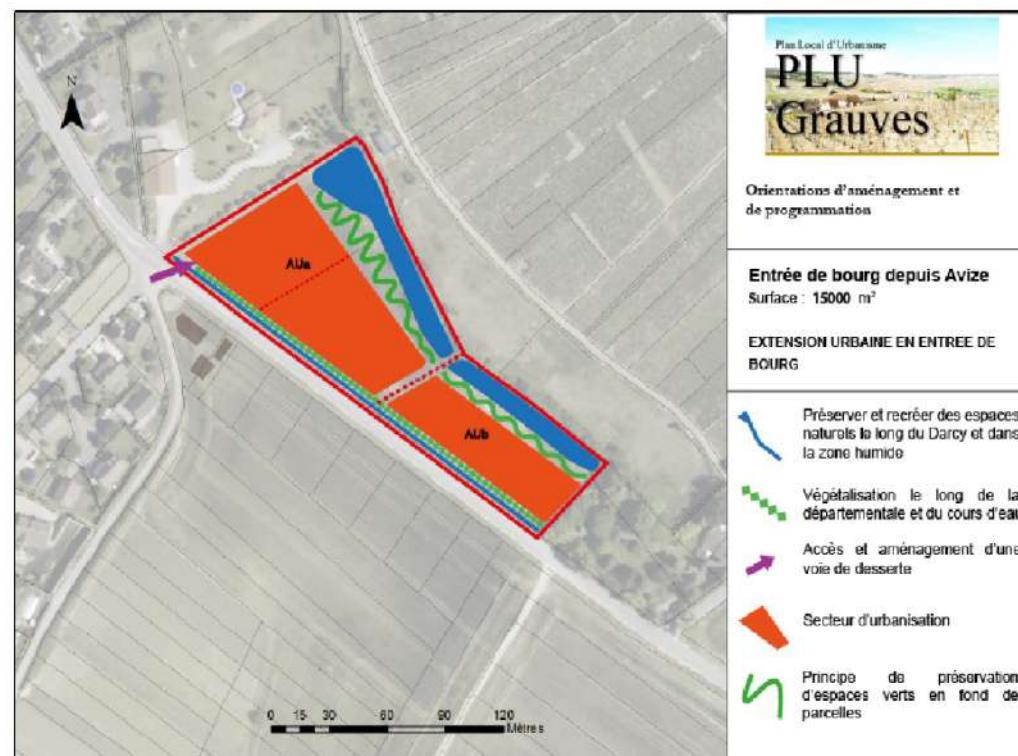 N
AUa
AUb
0 15 30 60 90 120
Mètres
Plan Local d'Urbanisme
PLU
Grauves
Orientations d'aménagement et
de programmation
Entrée de bourg depuis Avize
Surface : 15000 m²
EXTENSION URBAINE EN ENTREE DE
BOURG
Préserver et recréer des espaces
naturels le long du Darcy et dans
la zone humide
Végétalisation le long de la
départementale et du cours d'eau
Accès et aménagement d'une
voie de desserte
Secteur d'urbanisation
Principe de préservation
d'espaces verts en fond de
parcelles